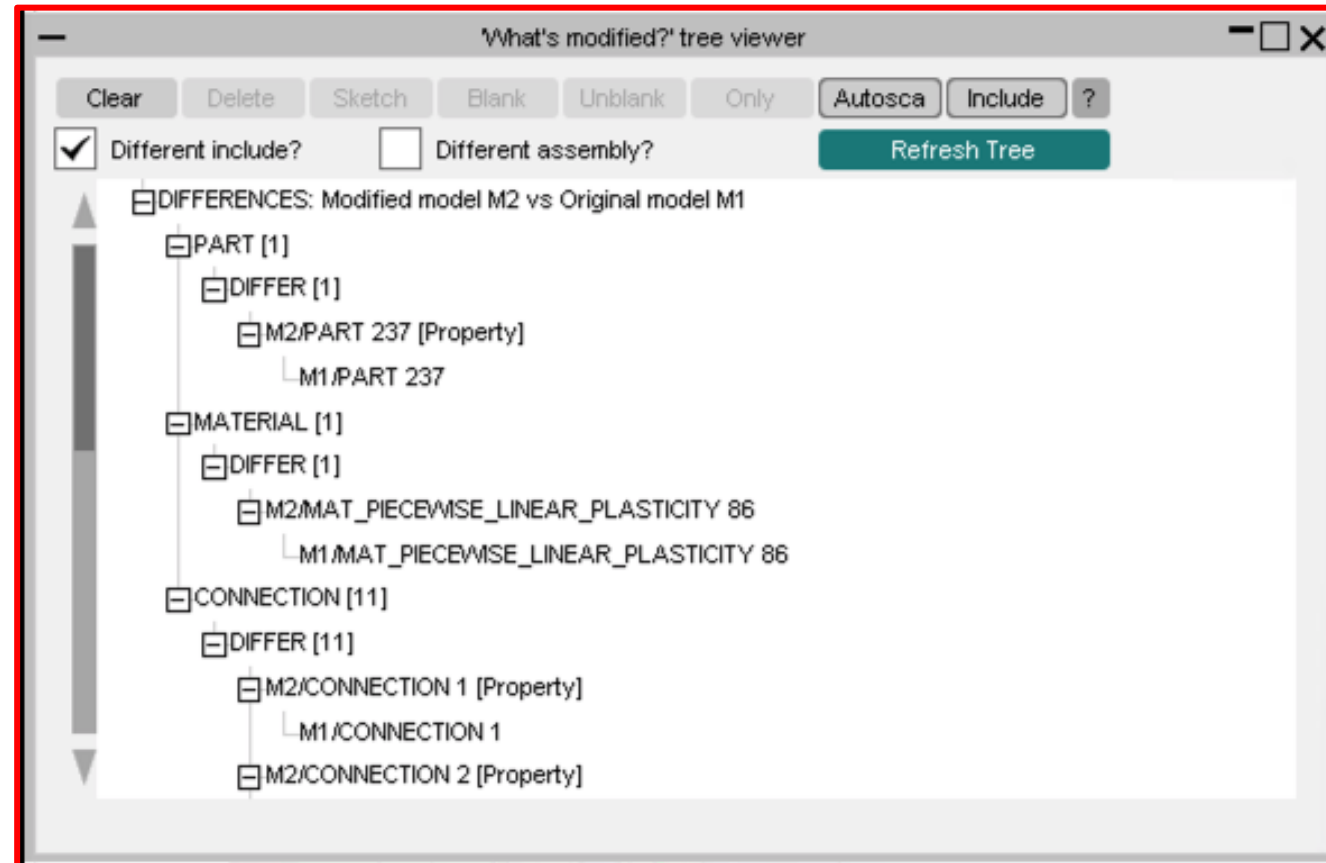 'What's modified?' tree viewer
Clear Delete Sketch Blank Unblank Only Autosca Include ?
Different include? Different assembly? Refresh Tree
DIFFERENCES: Modified model M2 vs Original model M1
PART [1]
DIFFER [1]
M2/PART 237 [Property]
M1/PART 237
MATERIAL [1]
DIFFER [1]
M2/MAT_PIECEWISE_LINEAR_PLASTICITY 86
M1/MAT_PIECEWISE_LINEAR_PLASTICITY 86
CONNECTION [11]
DIFFER [11]
M2/CONNECTION 1 [Property]
M1/CONNECTION 1
M2/CONNECTION 2 [Property]